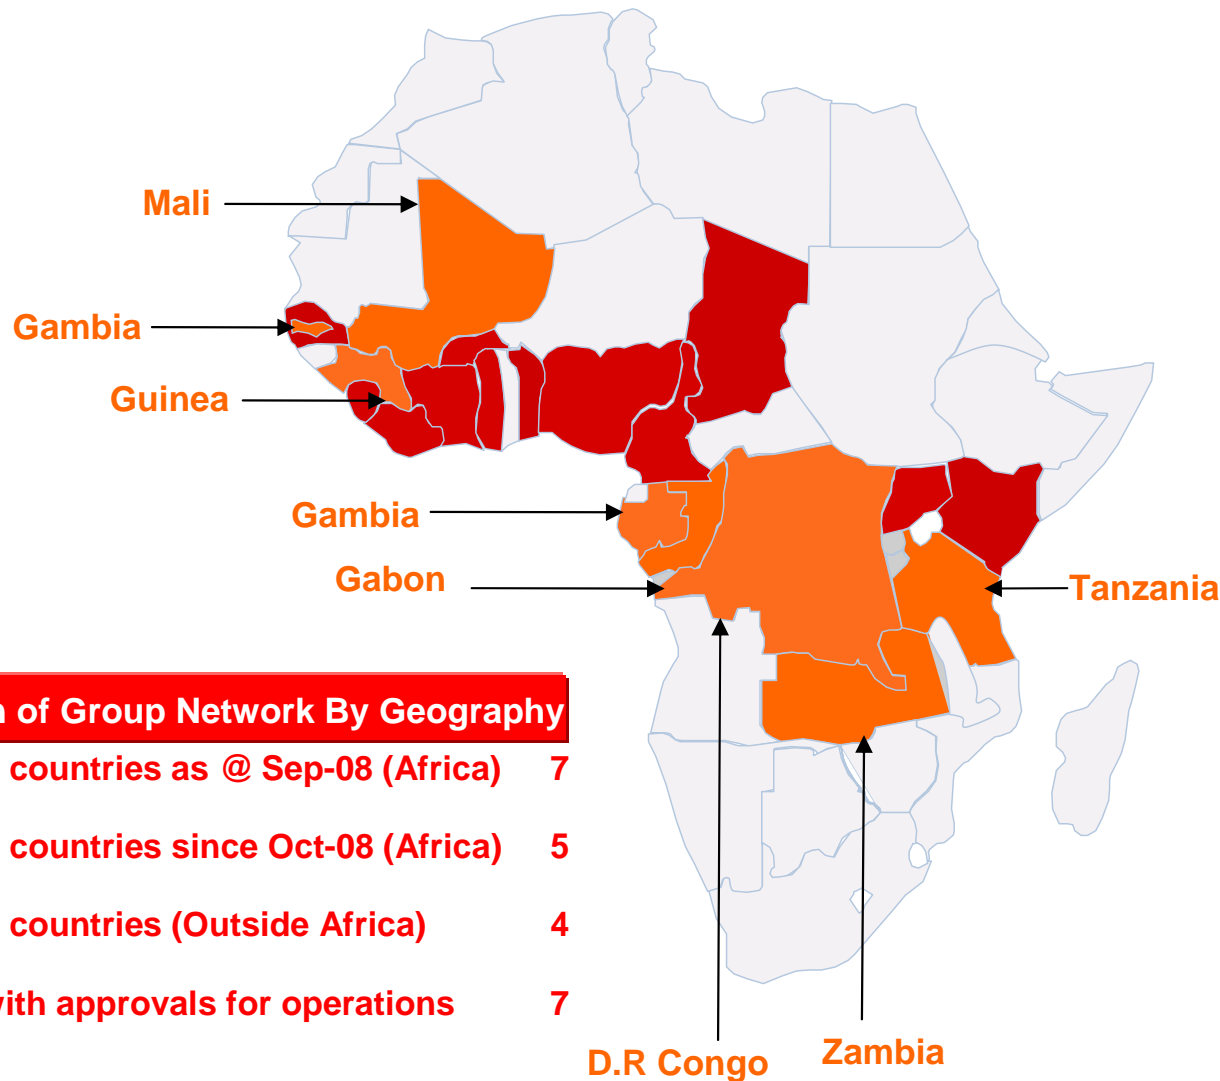 Mali
Gambia
Guinea
Gambia
Gabon
Tanzania
of Group Network By Geography
countries as @ Sep-08 (Africa) 7
countries since Oct-08 (Africa) 5
countries (Outside Africa) 4
with approvals for operations 7
D.R Congo
Zambia